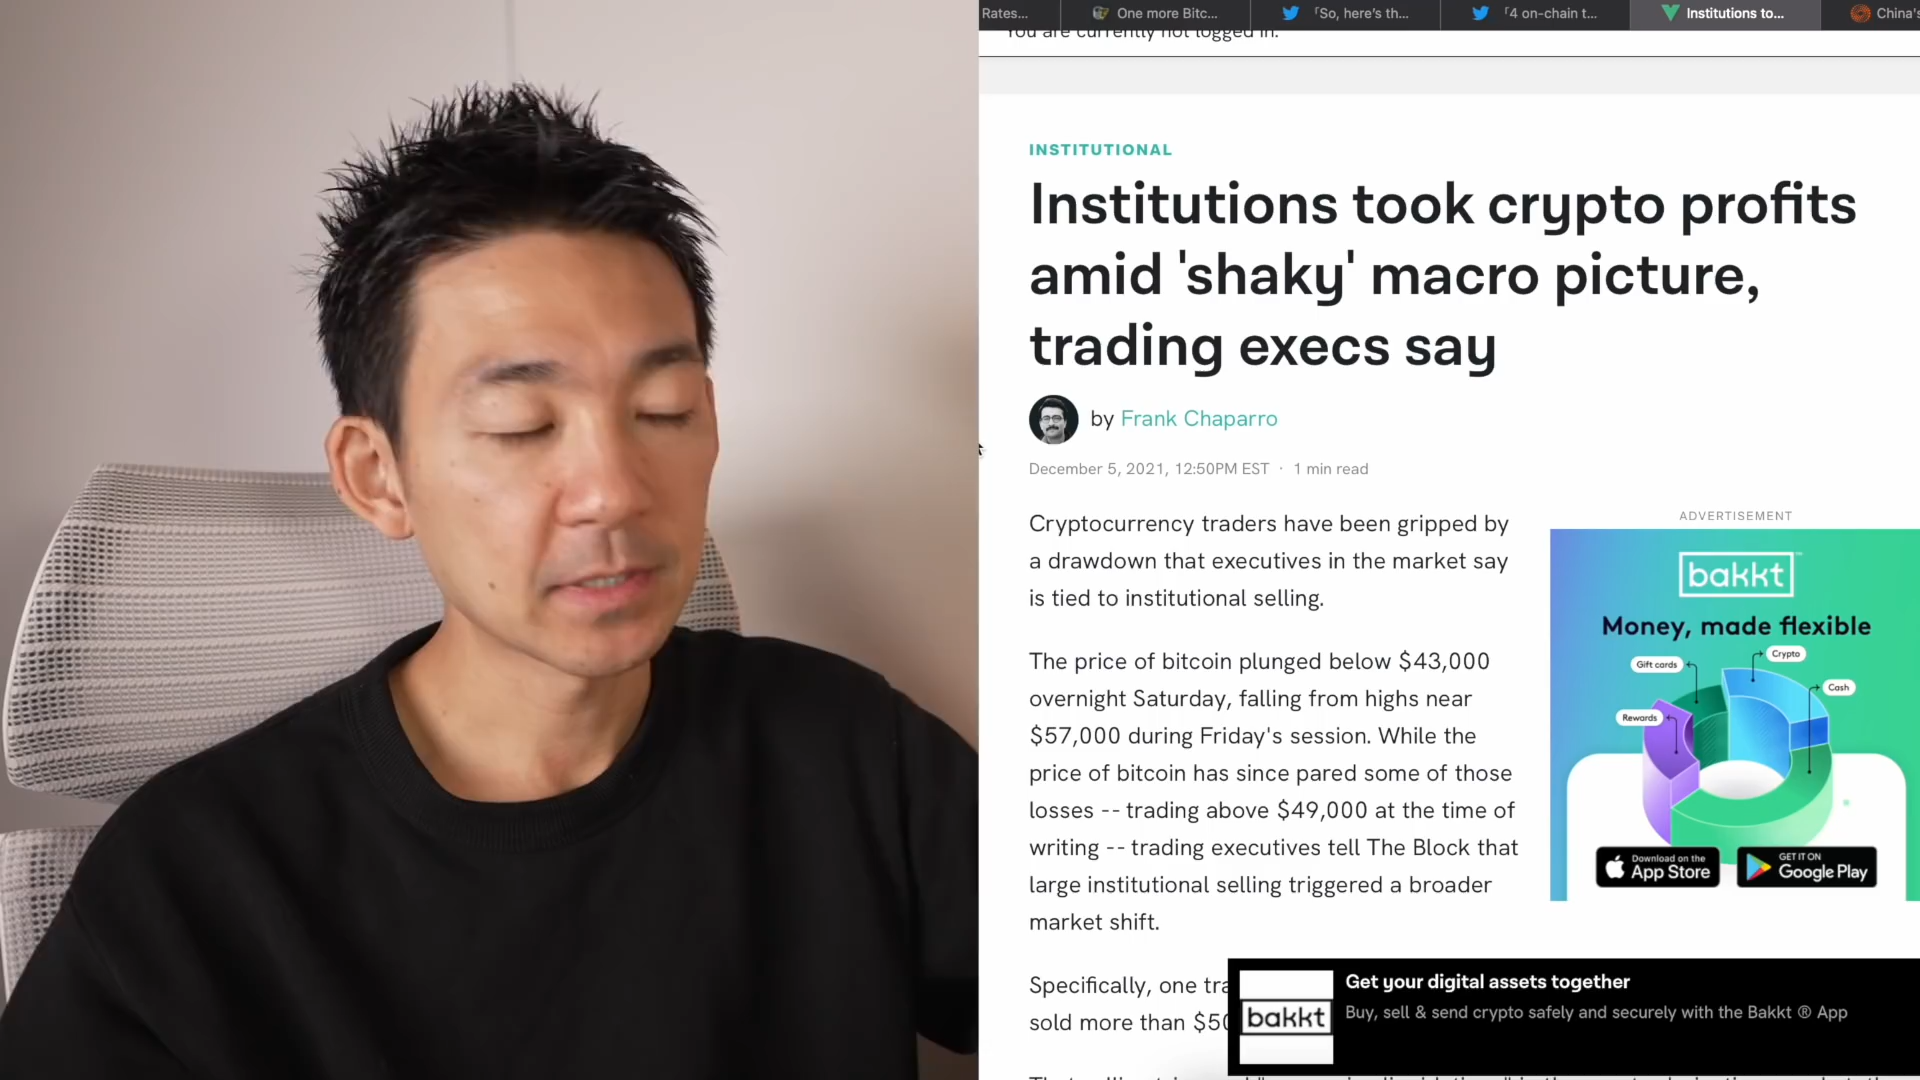 Rates...
One more Bitc...
「So, here's th...
「4 on-chain t...
Institutions to...
China's
You are currently not logged in.
INSTITUTIONAL
Institutions took crypto profits
amid 'shaky' macro picture,
trading execs say
by Frank Chaparro
December 5, 2021, 12:50PM EST · 1 min read
Cryptocurrency traders have been gripped by
a drawdown that executives in the market say
is tied to institutional selling.
The price of bitcoin plunged below $43,000
overnight Saturday, falling from highs near
$57,000 during Friday's session. While the
price of bitcoin has since pared some of those
losses -- trading above $49,000 at the time of
writing -- trading executives tell The Block that
large institutional selling triggered a broader
market shift.
Specifically, one tra
sold more than $50
ADVERTISEMENT
bakkt
Money, made flexible
Crypto
Gift cards
Cash
Rewards
Download on the
App Store
GET IT ON
Google Play
bakkt
Get your digital assets together
Buy, sell & send crypto safely and securely with the Bakkt ® App